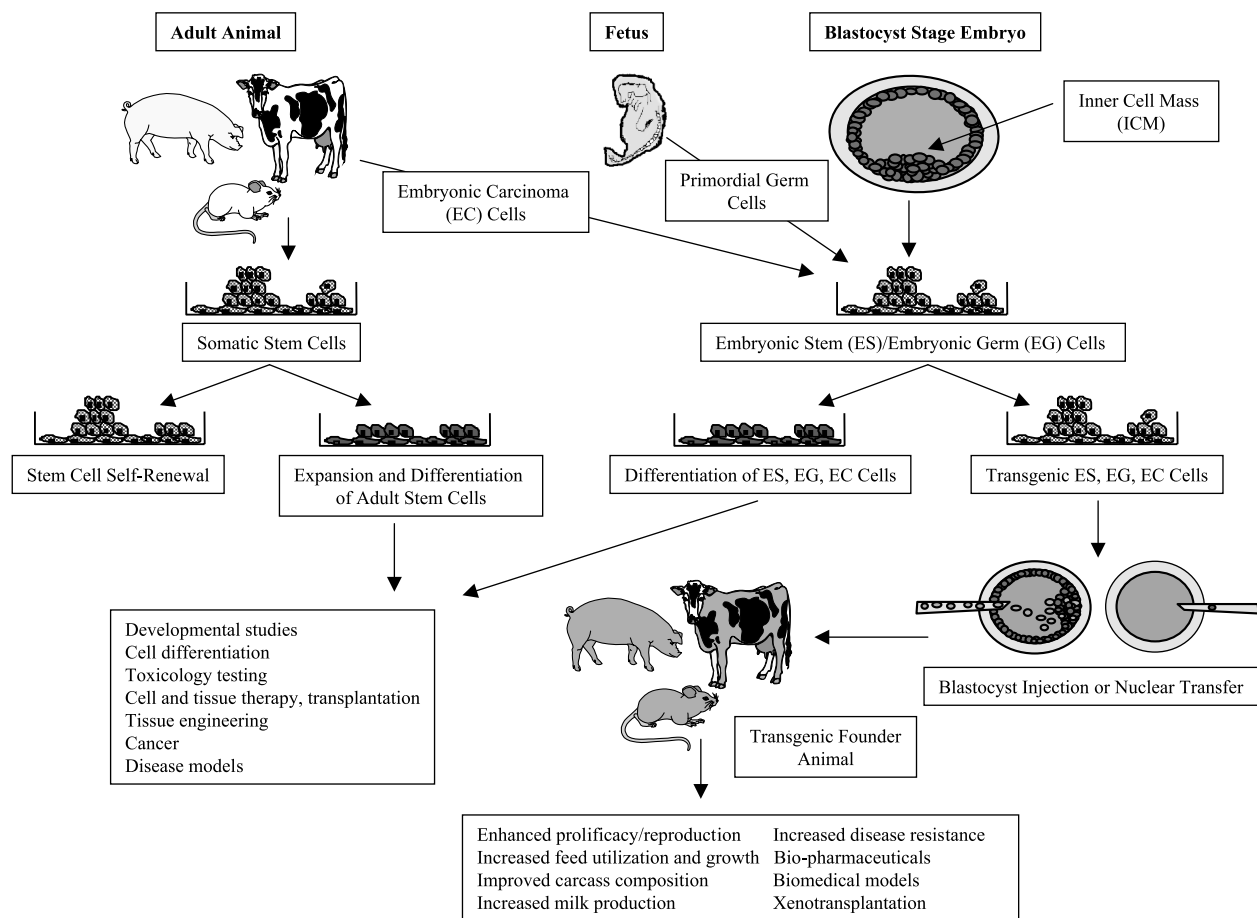 Adult Animal
Fetus
Blastocyst Stage Embryo
Inner Cell Mass
(ICM)
Embryonic Carcinoma
(EC) Cells
Primordial Germ
Cells
Somatic Stem Cells
Embryonic Stem (ES)/Embryonic Germ (EG) Cells
Stem Cell Self-Renewal
Expansion and Differentiation
of Adult Stem Cells
Differentiation of ES, EG, EC Cells
Transgenic ES, EG, EC Cells
Developmental studies
Cell differentiation
Toxicology testing
Cell and tissue therapy, transplantation
Tissue engineering
Cancer
Disease models
Blastocyst Injection or Nuclear Transfer
Transgenic Founder
Animal
Enhanced prolificacy/reproduction
Increased feed utilization and growth
Improved carcass composition
Increased milk production
Increased disease resistance
Bio-pharmaceuticals
Biomedical models
Xenotransplantation